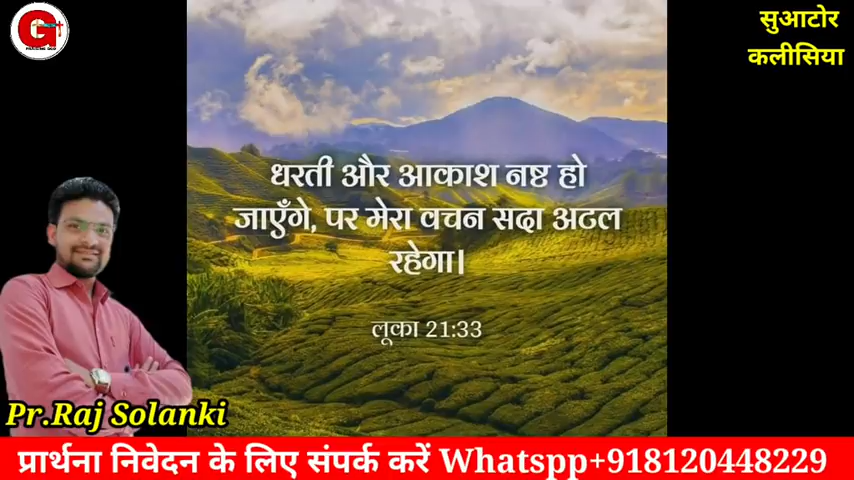 G
सुआटोर
कलीसिया
धरती और आकाश नष्ट हो
जाएँगे, पर मेरा वचन सदा अटल
रहेगा।
लूका 21:33
Pr.Raj Solanki
प्रार्थना निवेदन के लिए संपर्क करें Whatspp+918120448229